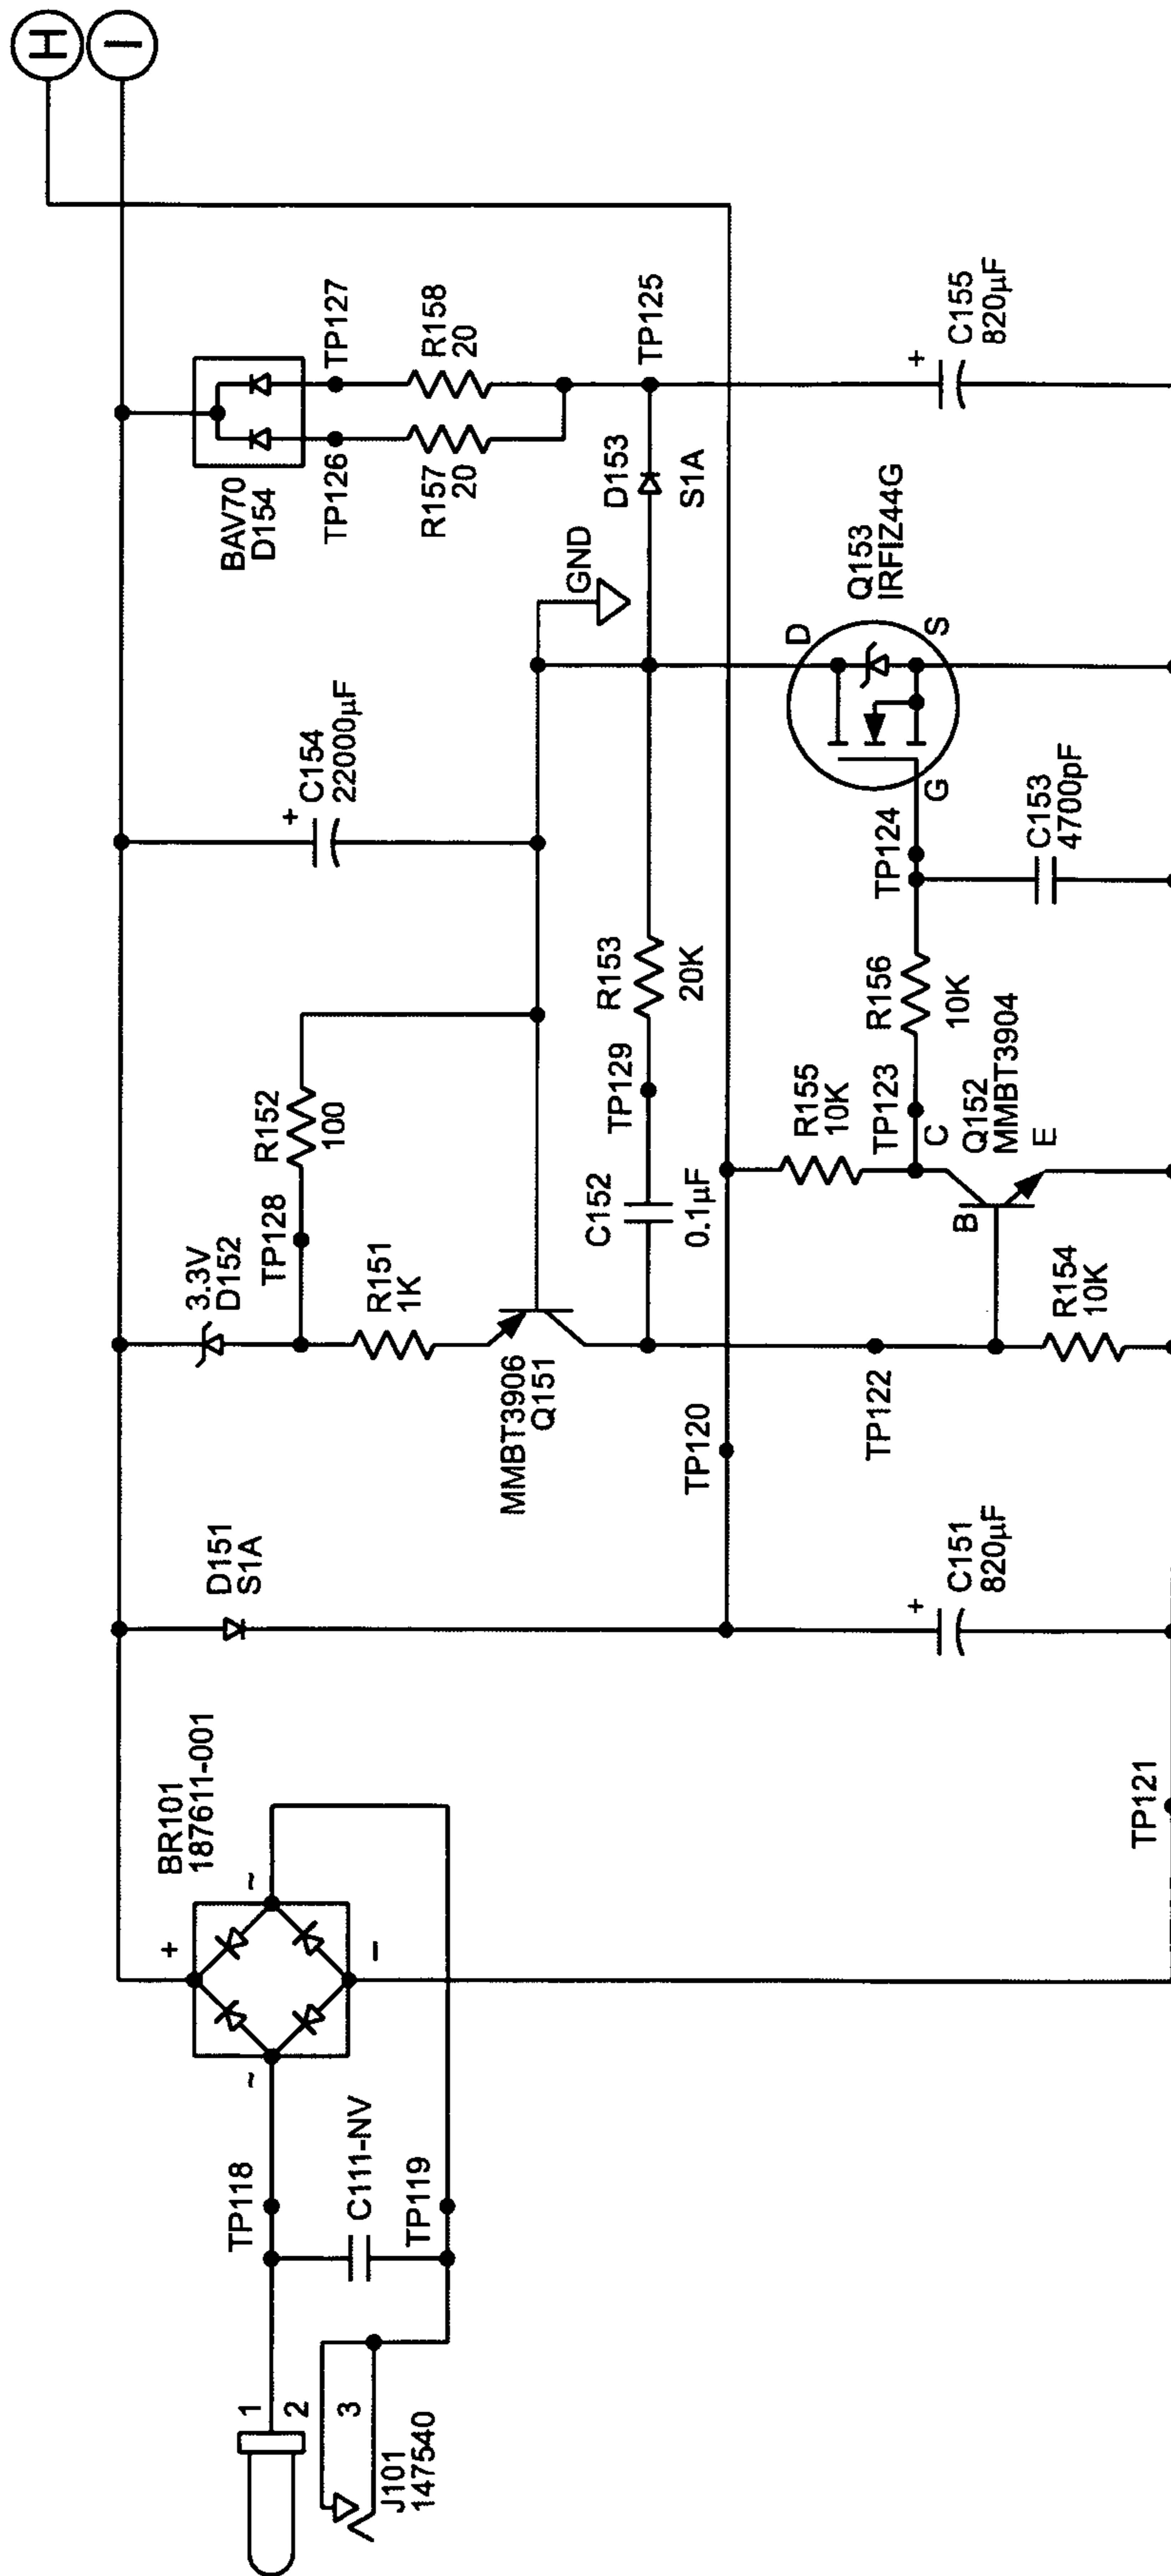 H
I
BAV70
D154
TP126
TP127
R157
20
R158
20
D153
S1A
TP125
C155
820µF
+
GND
Q153
IRFIZ44G
D
S
G
C154
22000µF
+
R153
20K
TP124
C153
4700pF
R156
10K
TP129
R152
100
R155
10K
TP123
C
Q152
MMBT3904
E
B
C152
0.1µF
TP128
3.3V
D152
R151
1K
MMBT3906
Q151
R154
10K
TP122
TP120
D151
S1A
C151
820µF
+
TP121
BR101
187611-001
+
~
~
–
TP118
C111-NV
TP119
1
2
3
J101
147540